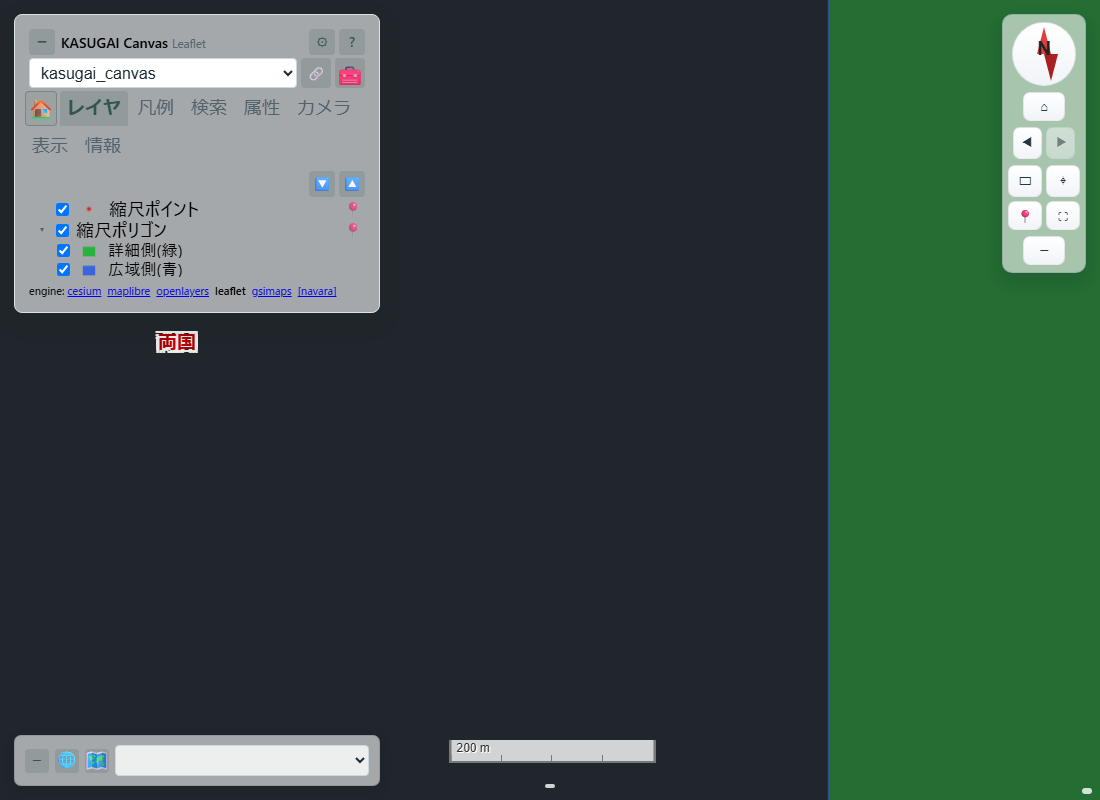 KASUGAI Canvas Leaflet
?
kasugai_canvas
レイヤ 凡例 検索 属性 カメラ
表示 情報
縮尺ポイント
縮尺ポリゴン
詳細側(緑)
広域側(青)
engine: cesium maplibre openlayers leaflet gsimaps [navara]
N
両国
200 m